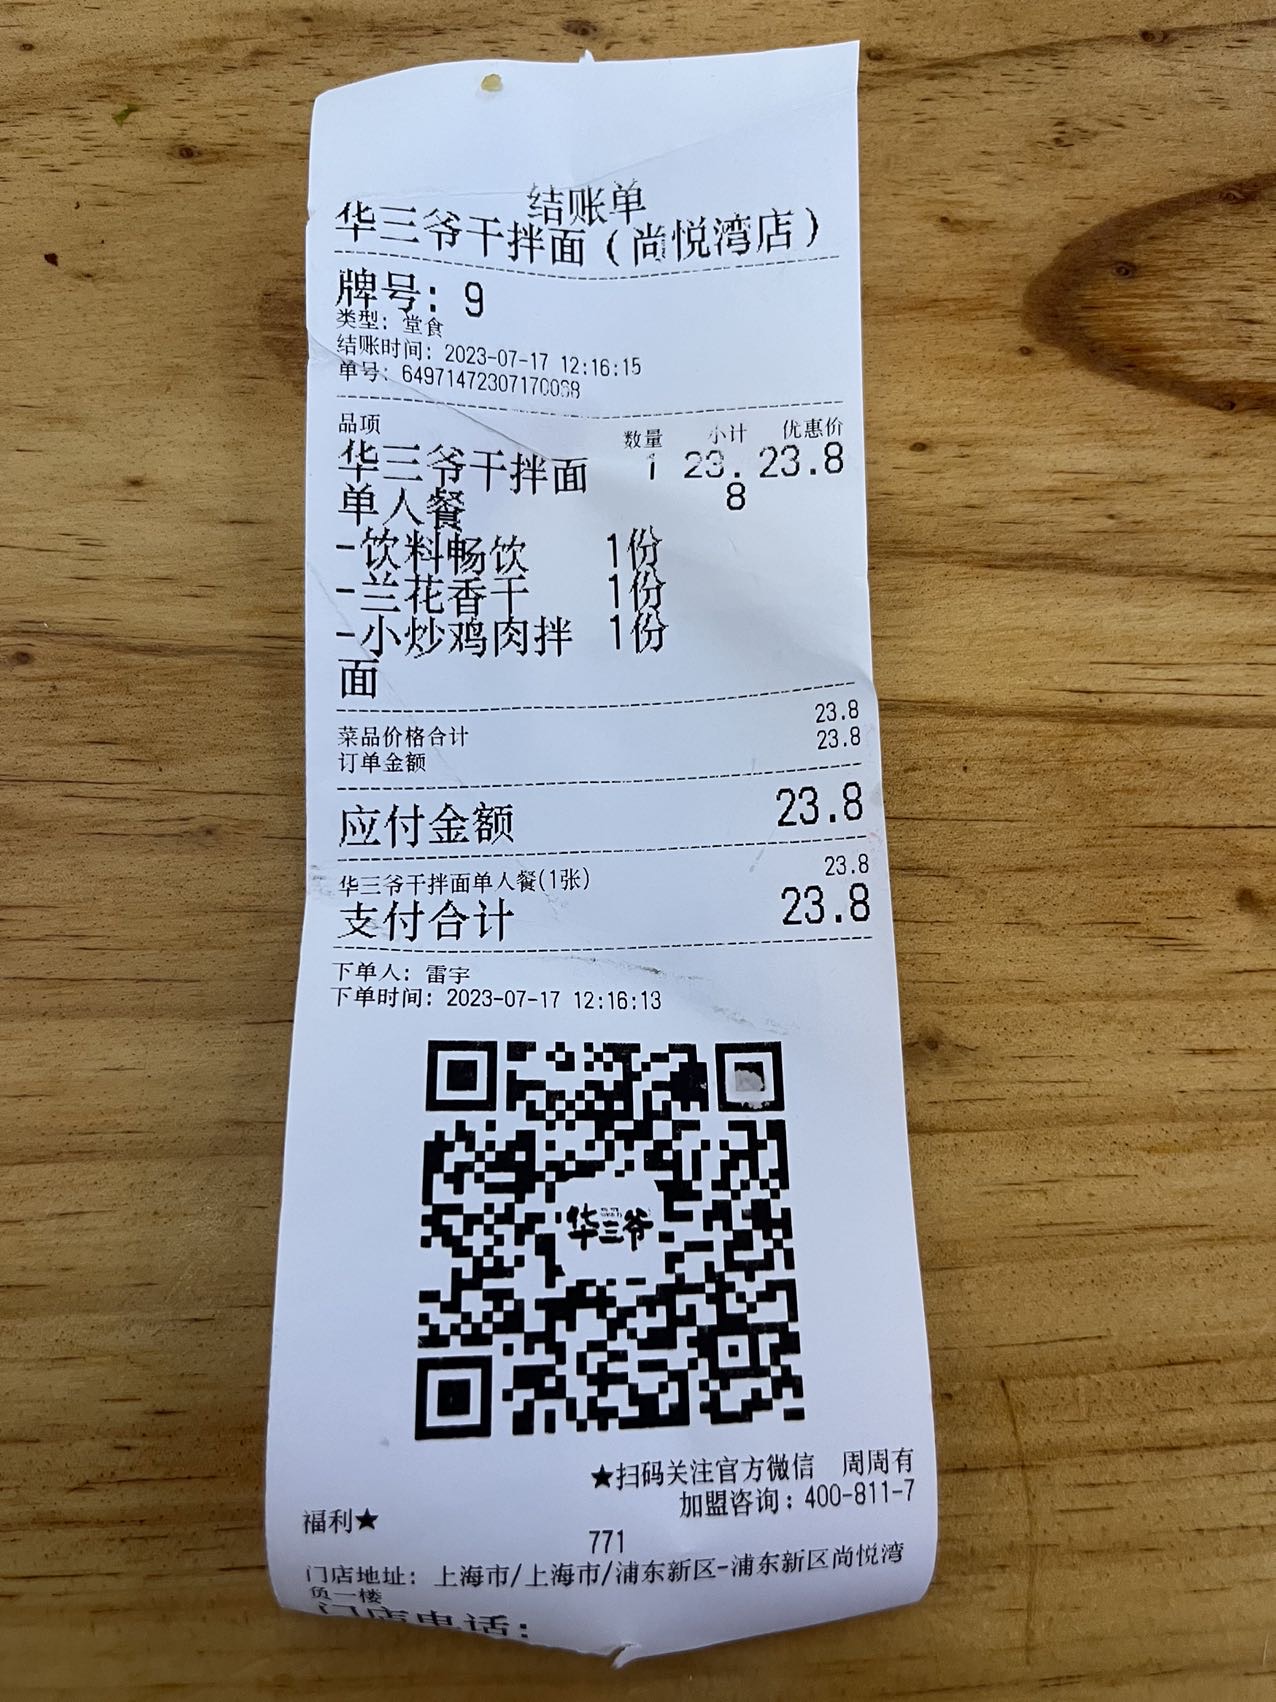 结账单
华三爷干拌面（尚悦湾店）
牌号: 9
类型: 堂食
结账时间: 2023-07-17 12:16:15
单号: 649714723071700
品项 数量 小计 优惠价
华三爷干拌面 1 23. 23.8
单人餐 8
-饮料畅饮 1份
-兰花香干 1份
-小炒鸡肉拌 1份
面
菜品价格合计 23.8
订单金额 23.8
应付金额 23.8
华三爷干拌面单人餐(1张) 23.8
支付合计 23.8
下单人: 雷宇
下单时间: 2023-07-17 12:16:13
华三爷
★扫码关注官方微信 周周有
福利★
加盟咨询: 400-811-7
771
门店地址: 上海市/上海市/浦东新区-浦东新区尚悦湾
负一楼
门店电话: